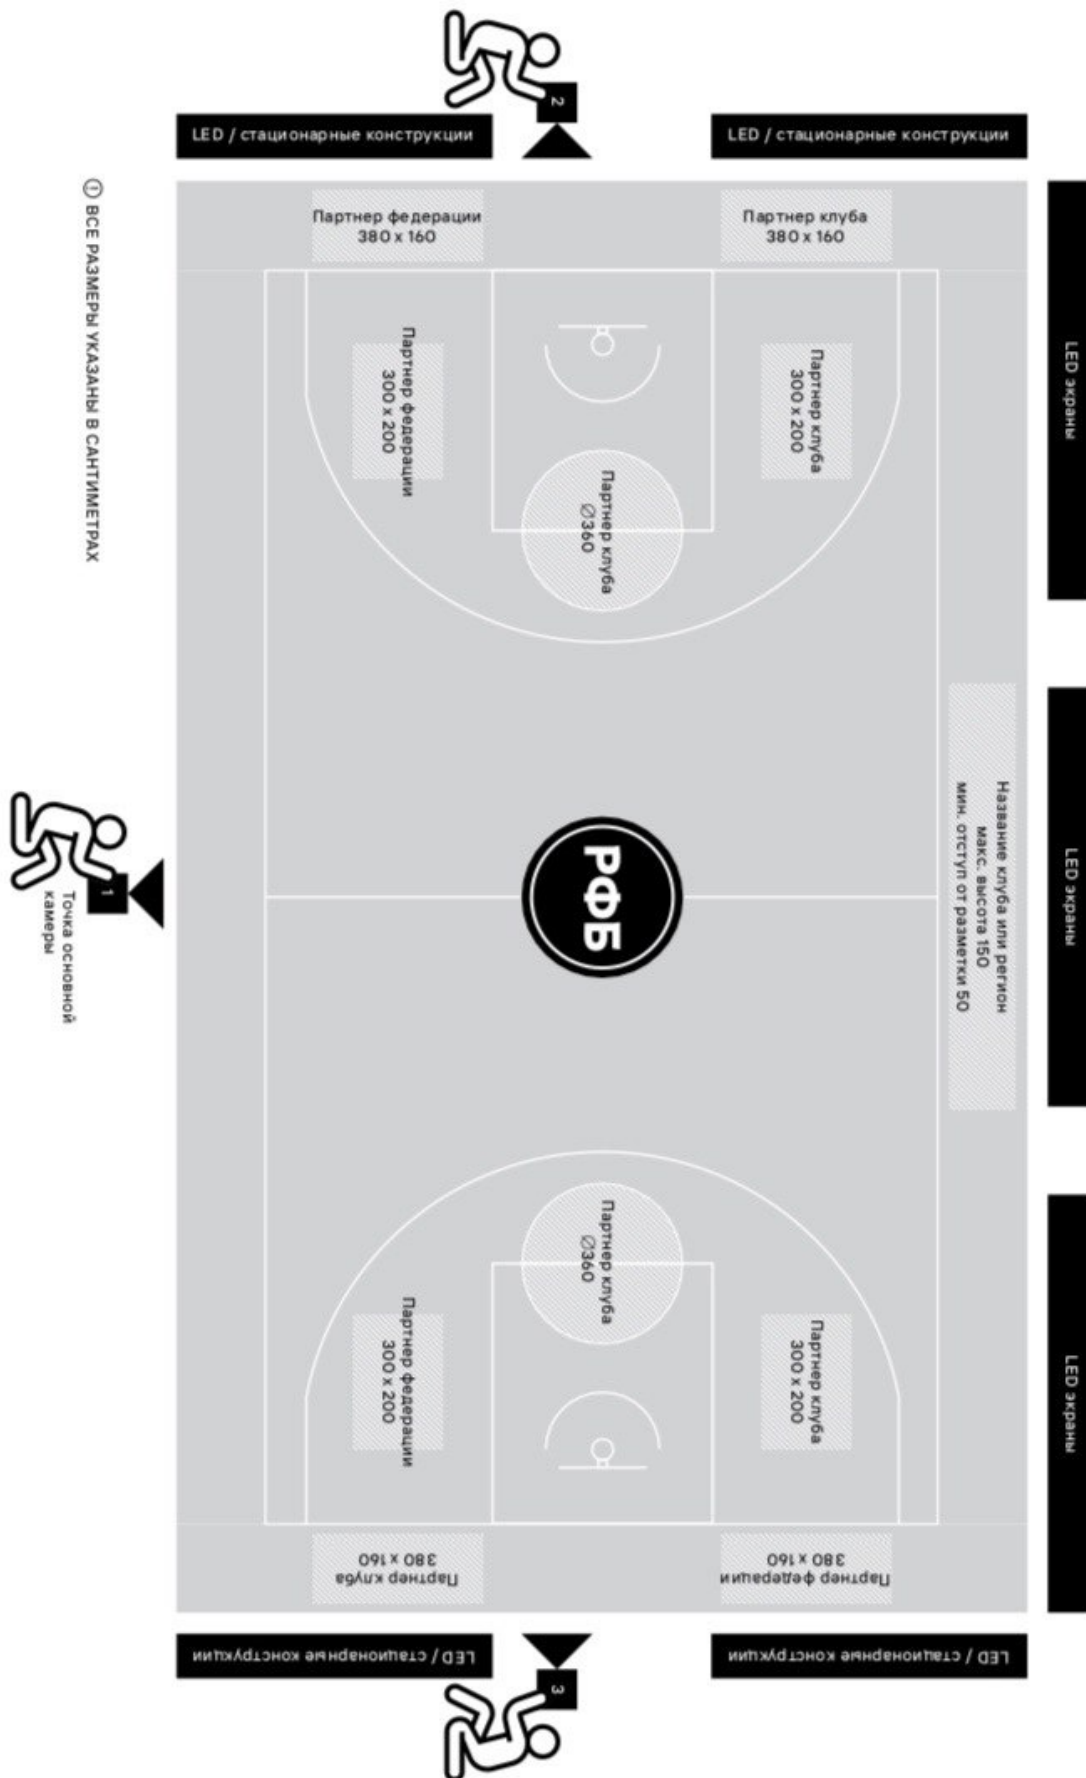 2
LED / стационарные конструкции
LED / стационарные конструкции
ВСЕ РАЗМЕРЫ УКАЗАНЫ В САНТИМЕТРАХ
Партнер федерации
380 x 160
Партнер клуба
380 x 160
LED экраны
Партнер федерации
300 x 200
Партнер клуба
300 x 200
Партнер клуба
∅360
Название клуба или регион
макс. высота 150
мин. отступ от разметки 50
LED экраны
РФБ
1
Точка основной
камеры
Партнер клуба
∅360
Партнер федерации
300 x 200
Партнер клуба
300 x 200
LED экраны
Партнер клуба
380 x 160
Партнер федерации
380 x 160
LED / стационарные конструкции
LED / стационарные конструкции
3